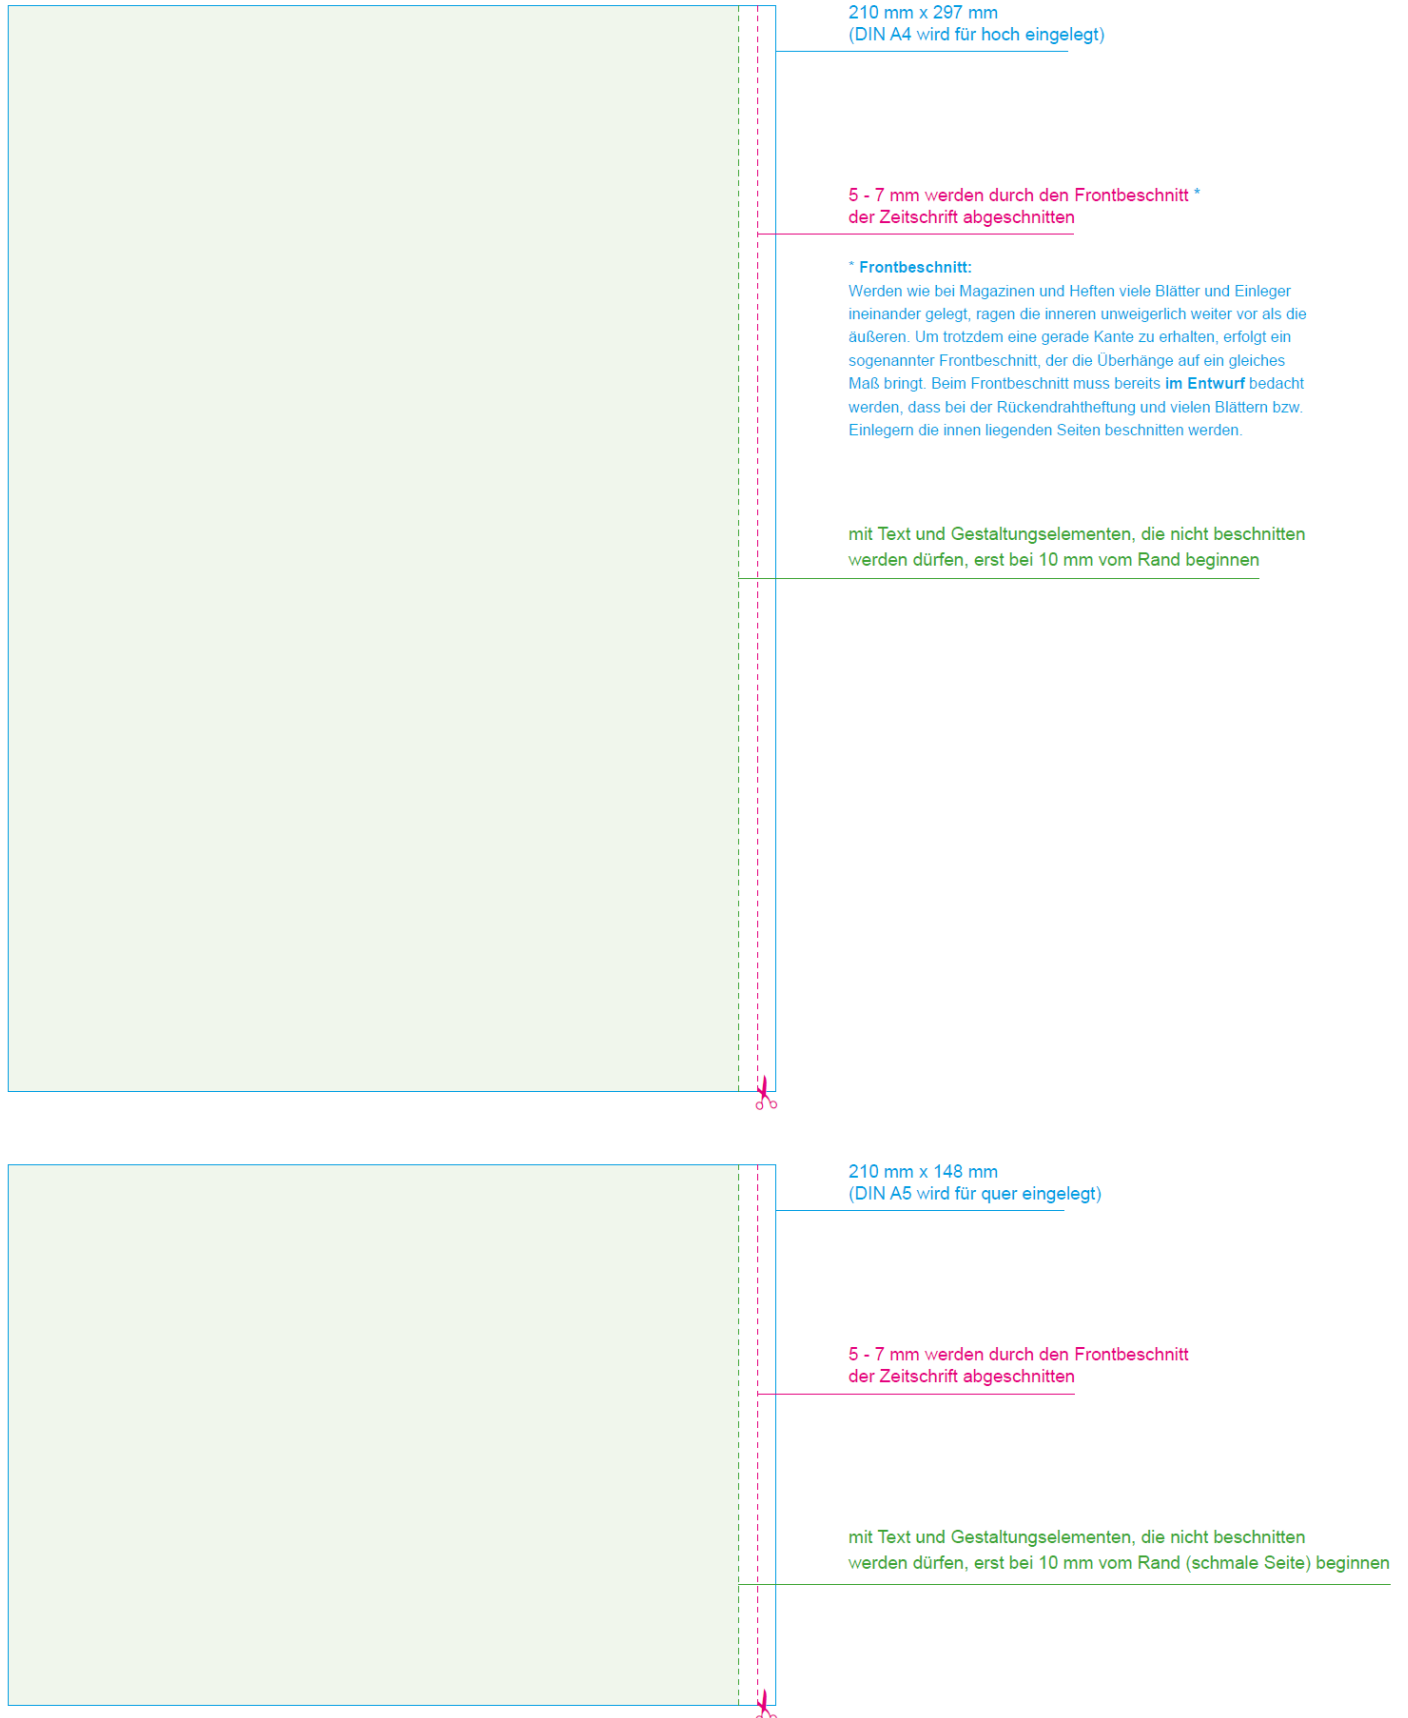 210 mm x 297 mm
(DIN A4 wird für hoch eingelegt)
5 - 7 mm werden durch den Frontbeschnitt *
der Zeitschrift abgeschnitten
* Frontbeschnitt:
Werden wie bei Magazinen und Heften viele Blätter und Einleger
ineinander gelegt, ragen die inneren unweigerlich weiter vor als die
äußeren. Um trotzdem eine gerade Kante zu erhalten, erfolgt ein
sogenannter Frontbeschnitt, der die Überhänge auf ein gleiches
Maß bringt. Beim Frontbeschnitt muss bereits im Entwurf bedacht
werden, dass bei der Rückendrahtheftung und vielen Blättern bzw.
Einlegern die innen liegenden Seiten beschnitten werden.
mit Text und Gestaltungselementen, die nicht beschnitten
werden dürfen, erst bei 10 mm vom Rand beginnen
210 mm x 148 mm
(DIN A5 wird für quer eingelegt)
5 - 7 mm werden durch den Frontbeschnitt
der Zeitschrift abgeschnitten
mit Text und Gestaltungselementen, die nicht beschnitten
werden dürfen, erst bei 10 mm vom Rand (schmale Seite) beginnen